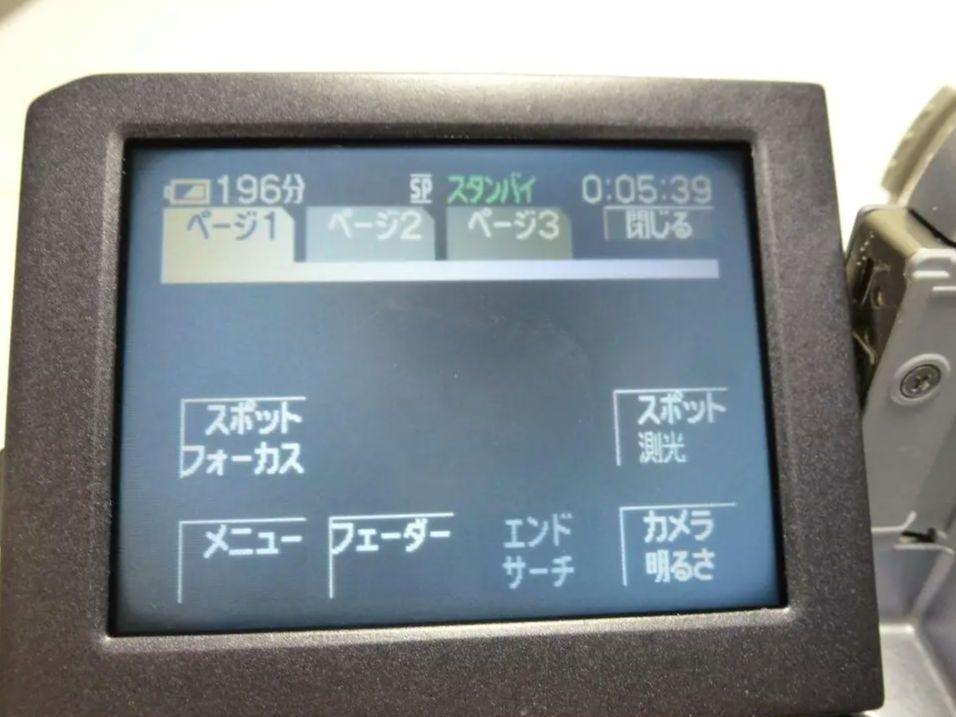 196分 SP スタンバイ 0:05:39
ページ1 ページ2 ページ3 閉じる
スポット
フォーカス
スポット
測光
メニュー
フェーダー
エンド
サーチ
カメラ
明るさ